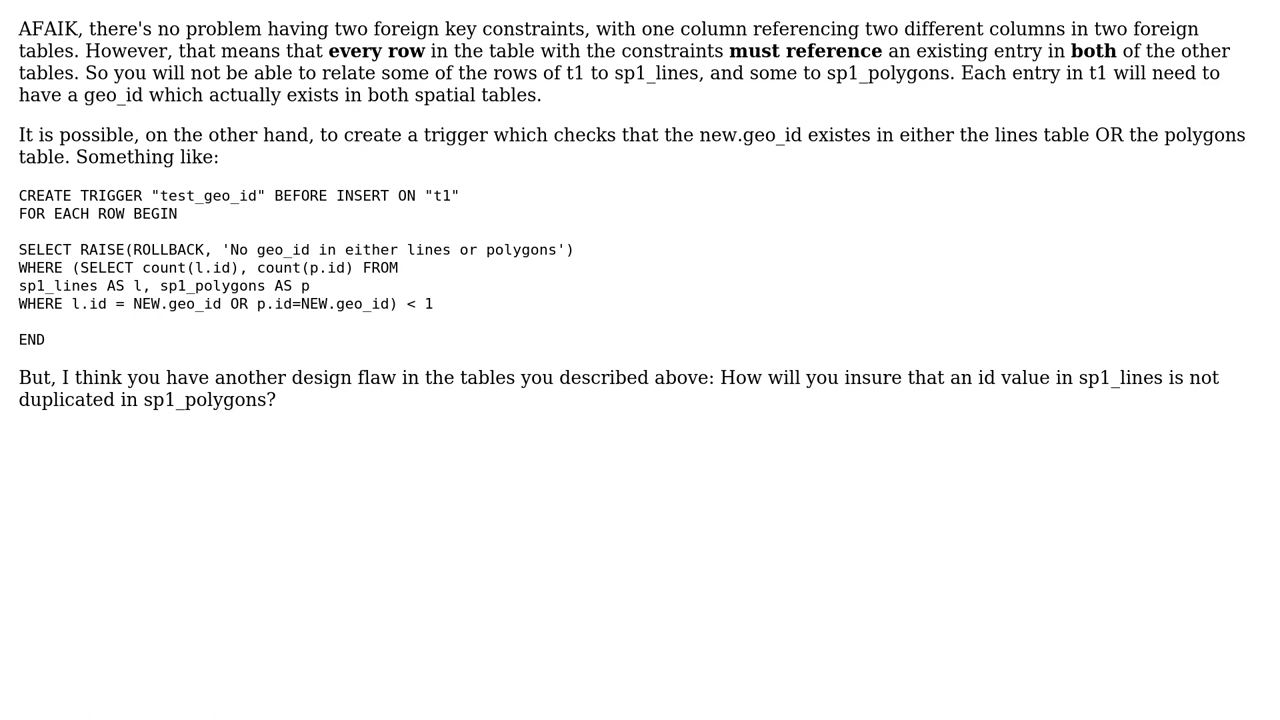 AFAIK, there's no problem having two foreign key constraints, with one column referencing two different columns in two foreign
tables. However, that means that every row in the table with the constraints must reference an existing entry in both of the other
tables. So you will not be able to relate some of the rows of t1 to sp1_lines, and some to sp1_polygons. Each entry in t1 will need to
have a geo_id which actually exists in both spatial tables.
It is possible, on the other hand, to create a trigger which checks that the new.geo_id existes in either the lines table OR the polygons
table. Something like:
CREATE TRIGGER "test_geo_id" BEFORE INSERT ON "t1"
FOR EACH ROW BEGIN
SELECT RAISE(ROLLBACK, 'No geo_id in either lines or polygons')
WHERE (SELECT count(l.id), count(p.id) FROM
sp1_lines AS l, sp1_polygons AS p
WHERE l.id = NEW.geo_id OR p.id=NEW.geo_id) < 1
END
But, I think you have another design flaw in the tables you described above: How will you insure that an id value in sp1_lines is not
duplicated in sp1_polygons?